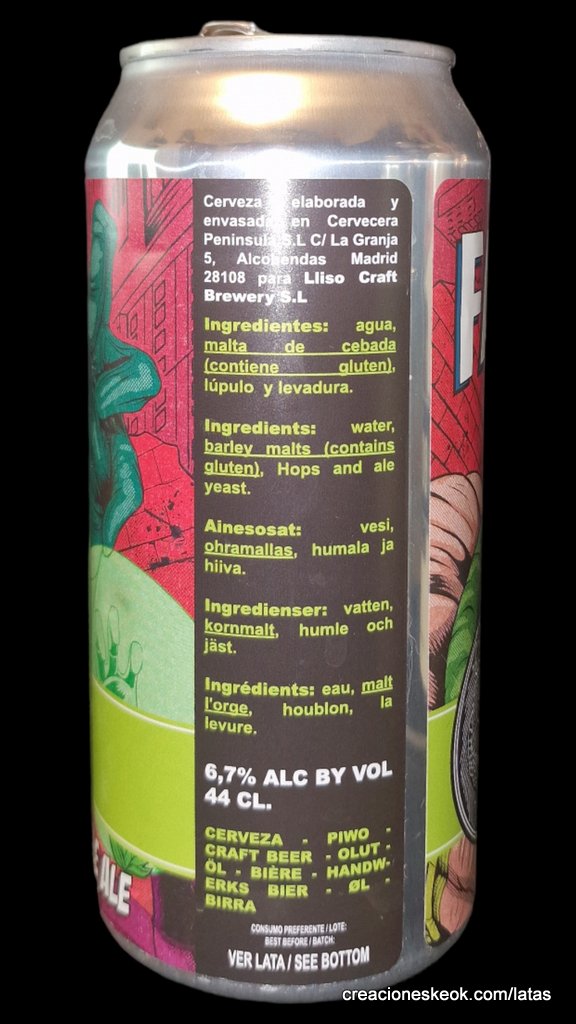 Cerveza elaborada y
envasada en Cervecera
Peninsula S.L C/ La Granja
5, Alcobendas Madrid
28108 para Lliso Craft
Brewery S.L
Ingredientes: agua,
malta de cebada
(contiene gluten),
lúpulo y levadura.
Ingredients: water,
barley malts (contains
gluten), Hops and ale
yeast.
Ainesosat: vesi,
ohramallas, humala ja
hiiva.
Ingredienser: vatten,
kornmalt, humle och
jäst.
Ingrédients: eau, malt
l'orge, houblon, la
levure.
6,7% ALC BY VOL
44 CL.
CERVEZA - PIWO -
CRAFT BEER - OLUT -
ÖL - BIÈRE - HANDW-
ERKS BIER - ØL -
BIRRA
CONSUMO PREFERENTE / LOTE:
BEST BEFORE / BATCH:
VER LATA / SEE BOTTOM
ALE
F
creacioneskeok.com/latas